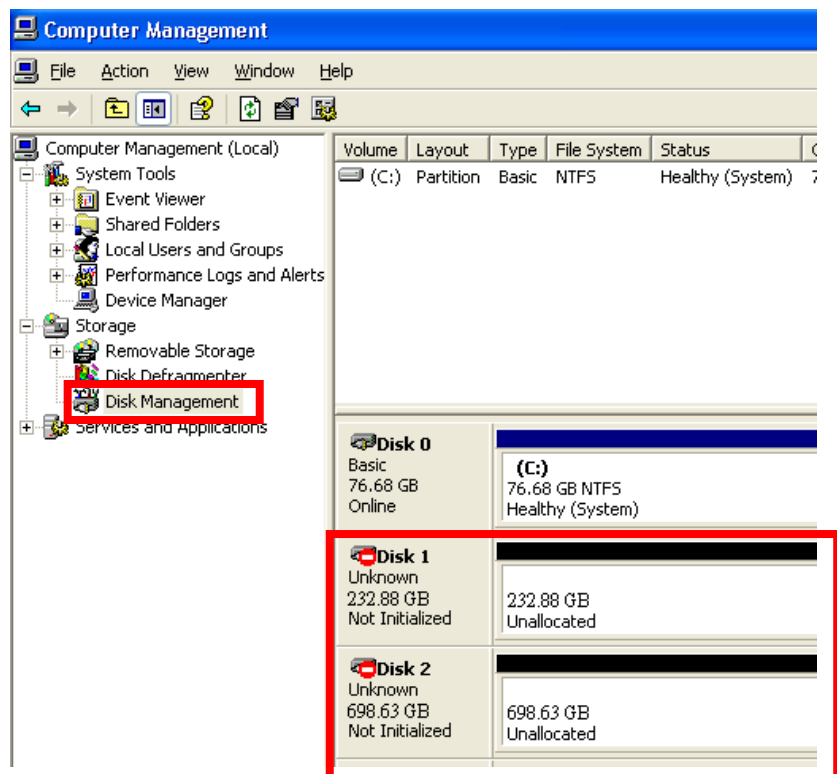 Computer Management
File Action View Window Help
Computer Management (Local)
System Tools
Event Viewer
Shared Folders
Local Users and Groups
Performance Logs and Alerts
Device Manager
Storage
Removable Storage
Disk Defragmenter
Disk Management
Services and Applications
Volume Layout Type File System Status
(C:) Partition Basic NTFS Healthy (System)
Disk 0
Basic
76.68 GB
Online
(C:)
76.68 GB NTFS
Healthy (System)
Disk 1
Unknown
232.88 GB
Not Initialized
232.88 GB
Unallocated
Disk 2
Unknown
698.63 GB
Not Initialized
698.63 GB
Unallocated